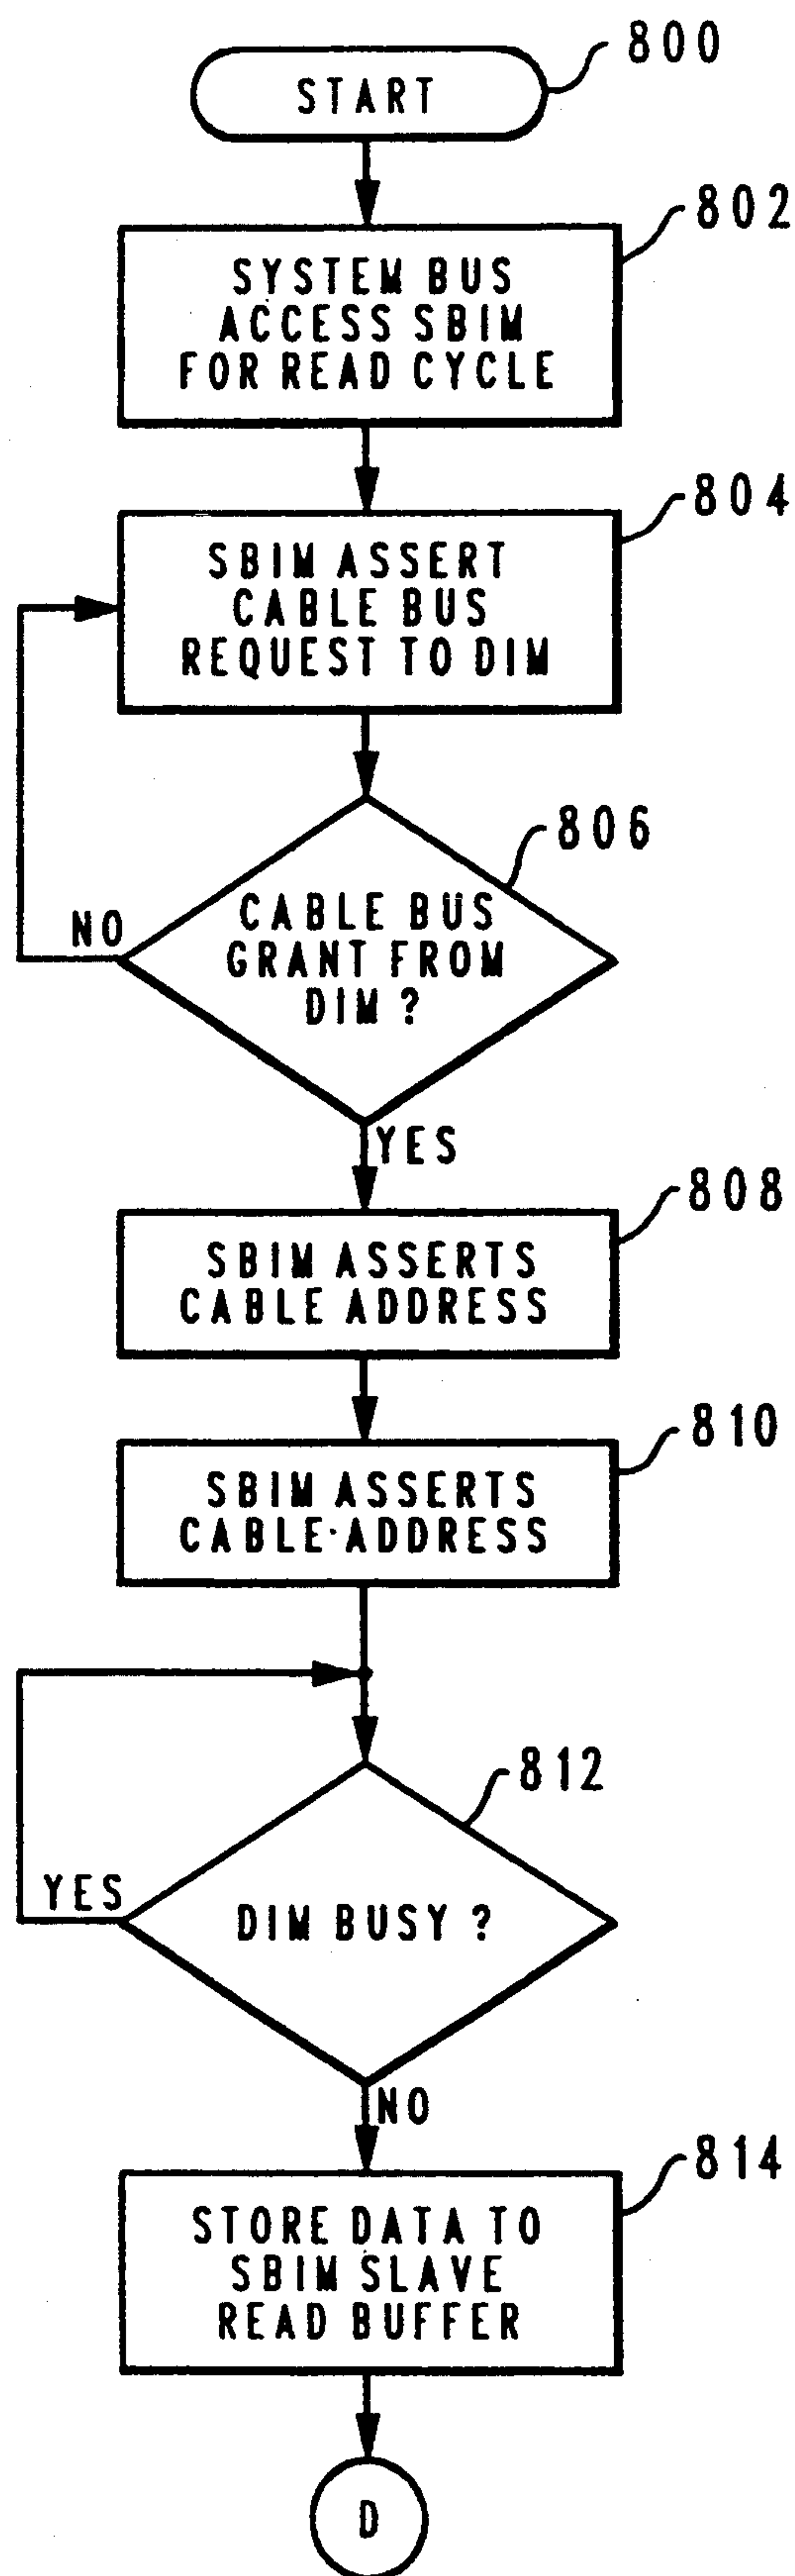 800
START
802
SYSTEM BUS
ACCESS SBIM
FOR READ CYCLE
804
SBIM ASSERT
CABLE BUS
REQUEST TO DIM
806
CABLE BUS
GRANT FROM
DIM ?
NO
YES
808
SBIM ASSERTS
CABLE ADDRESS
810
SBIM ASSERTS
CABLE ADDRESS
812
DIM BUSY ?
YES
NO
814
STORE DATA TO
SBIM SLAVE
READ BUFFER
D